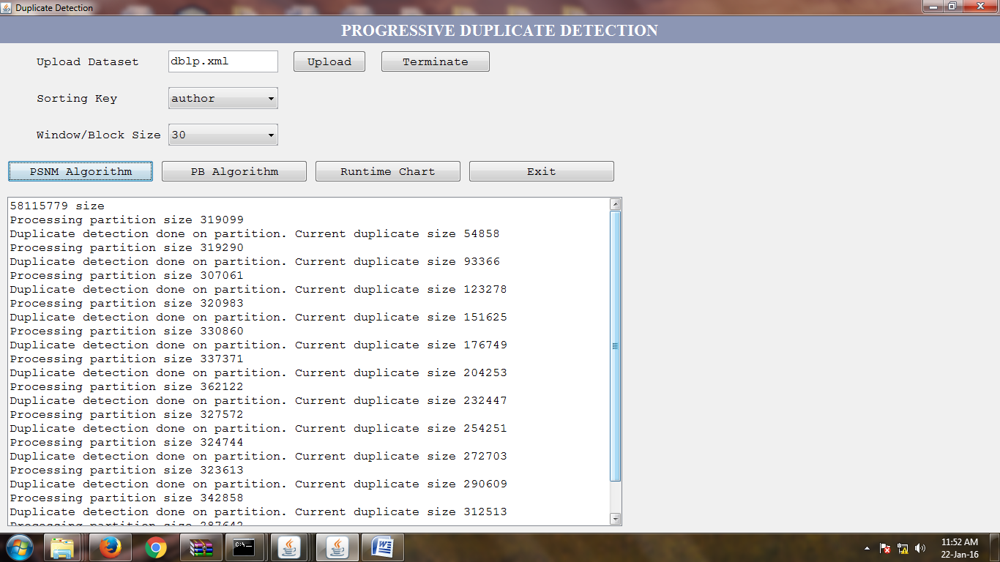 Duplicate Detection
PROGRESSIVE DUPLICATE DETECTION
Upload Dataset dblp.xml Upload Terminate
Sorting Key author
Window/Block Size 30
PSNM Algorithm PB Algorithm Runtime Chart Exit
58115779 size
Processing partition size 319099
Duplicate detection done on partition. Current duplicate size 54858
Processing partition size 319290
Duplicate detection done on partition. Current duplicate size 93366
Processing partition size 307061
Duplicate detection done on partition. Current duplicate size 123278
Processing partition size 320983
Duplicate detection done on partition. Current duplicate size 151625
Processing partition size 330860
Duplicate detection done on partition. Current duplicate size 176749
Processing partition size 337371
Duplicate detection done on partition. Current duplicate size 204253
Processing partition size 362122
Duplicate detection done on partition. Current duplicate size 232447
Processing partition size 327572
Duplicate detection done on partition. Current duplicate size 254251
Processing partition size 324744
Duplicate detection done on partition. Current duplicate size 272703
Processing partition size 323613
Duplicate detection done on partition. Current duplicate size 290609
Processing partition size 342858
Duplicate detection done on partition. Current duplicate size 312513
Processing partition size
C:\
W
11:52 AM
22-Jan-16